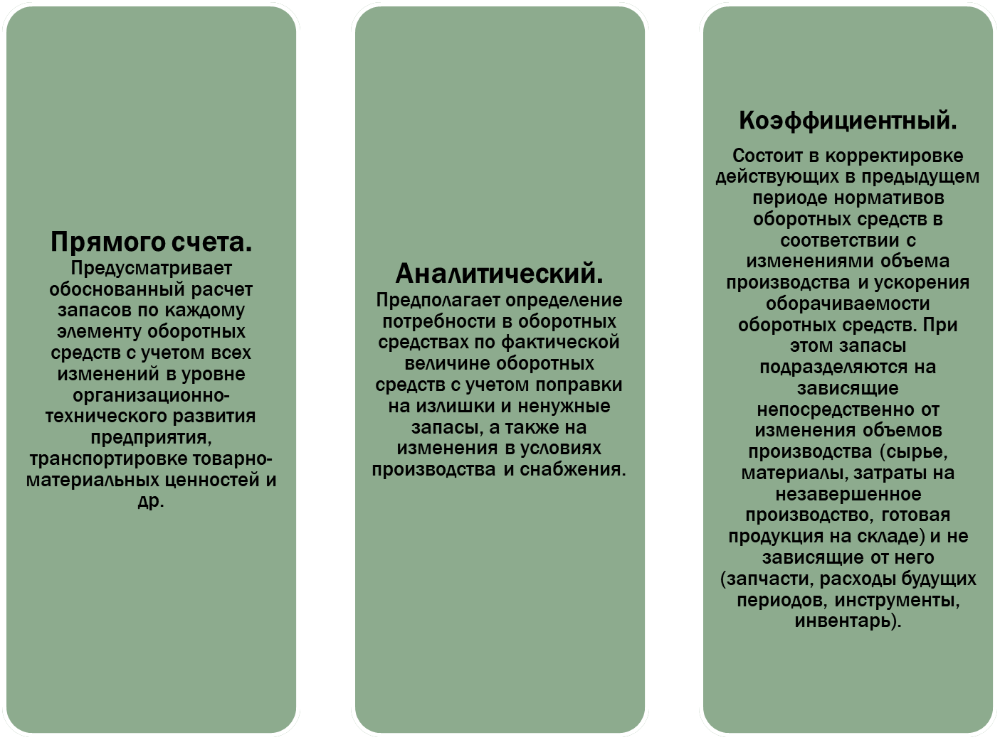 Прямого счета.
Предусматривает
обоснованный расчет
запасов по каждому
элементу оборотных
средств с учетом всех
изменений в уровне
организационно-
технического развития
предприятия,
транспортировке товарно-
материальных ценностей и
др.
Аналитический.
Предполагает определение
потребности в оборотных
средствах по фактической
величине оборотных
средств с учетом поправки
на излишки и ненужные
запасы, а также на
изменения в условиях
производства и снабжения.
Коэффициентный.
Состоит в корректировке
действующих в предыдущем
периоде нормативов
оборотных средств в
соответствии с
изменениями объема
производства и ускорения
оборачиваемости
оборотных средств. При
этом запасы
подразделяются на
зависящие
непосредственно от
изменения объемов
производства (сырье,
материалы, затраты на
незавершенное
производство, готовая
продукция на складе) и не
зависящие от него
(запчасти, расходы будущих
периодов, инструменты,
инвентарь).